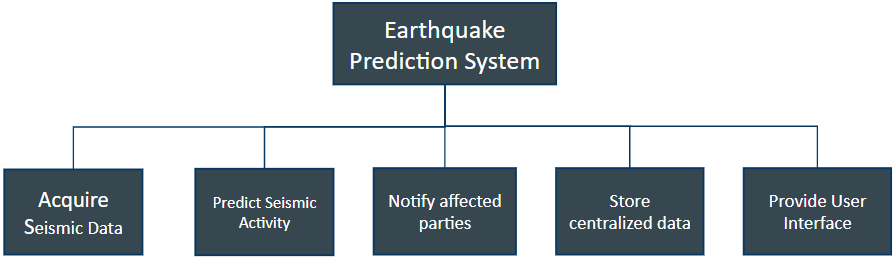 Earthquake
Prediction System
Acquire
Seismic Data
Predict Seismic
Activity
Notify affected
parties
Store
centralized data
Provide User
Interface